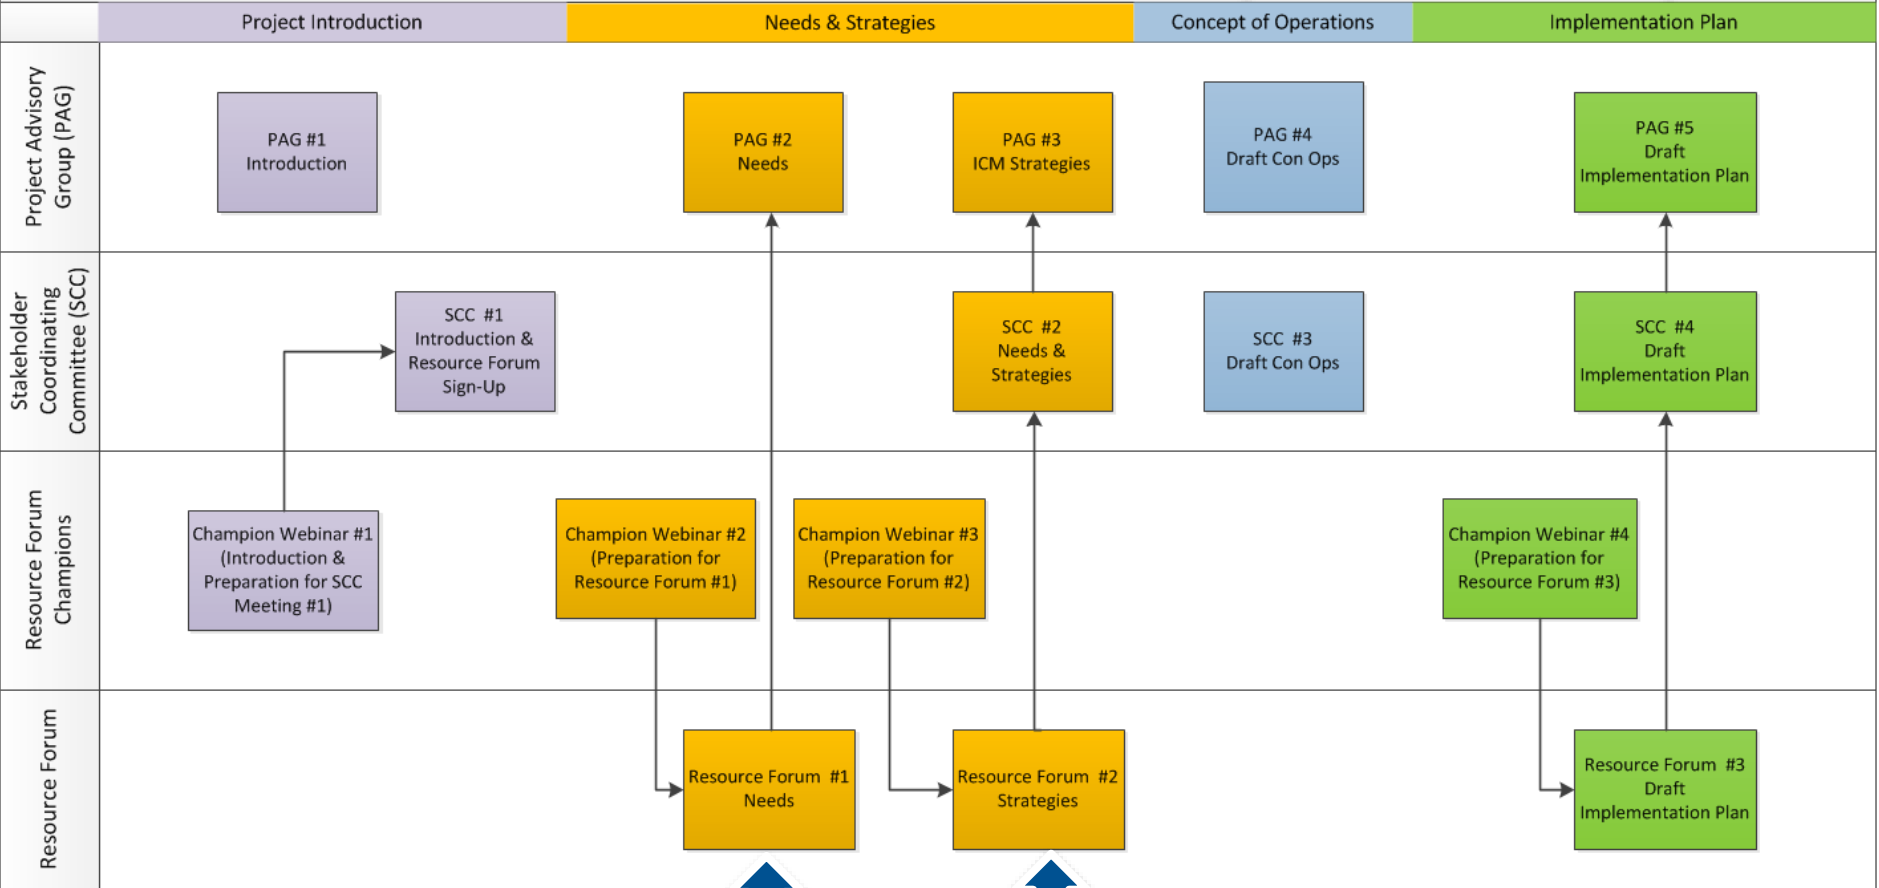 Project Introduction
Needs & Strategies
Concept of Operations
Implementation Plan
Project Advisory
Group (PAG)
PAG #1
Introduction
PAG #2
Needs
PAG #3
ICM Strategies
PAG #4
Draft Con Ops
PAG #5
Draft
Implementation Plan
Stakeholder
Coordinating
Committee (SCC)
SCC #1
Introduction &
Resource Forum
Sign-Up
SCC #2
Needs &
Strategies
SCC #3
Draft Con Ops
SCC #4
Draft
Implementation Plan
Resource Forum
Champions
Champion Webinar #1
(Introduction &
Preparation for SCC
Meeting #1)
Champion Webinar #2
(Preparation for
Resource Forum #1)
Champion Webinar #3
(Preparation for
Resource Forum #2)
Champion Webinar #4
(Preparation for
Resource Forum #3)
Resource Forum
Resource Forum #1
Needs
Resource Forum #2
Strategies
Resource Forum #3
Draft
Implementation Plan